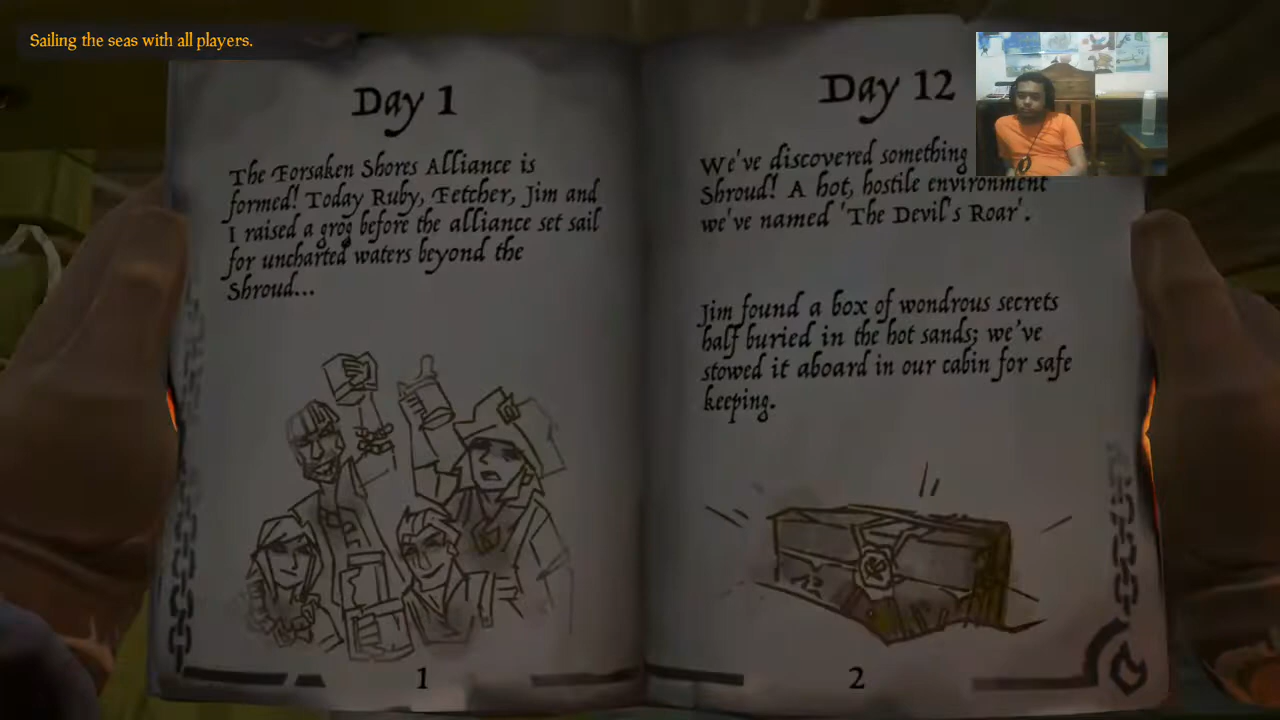 Sailing the seas with all players.
Day 1
The Forsaken Shores Alliance is
formed! Today Ruby, Fetcher, Jim and
I raised a grog before the alliance set sail
for uncharted waters beyond the
Shroud...
1
Day 12
We've discovered something
Shroud! A hot, hostile environment
we've named 'The Devil's Roar'.
Jim found a box of wondrous secrets
half buried in the hot sands; we've
stowed it aboard in our cabin for safe
keeping.
2